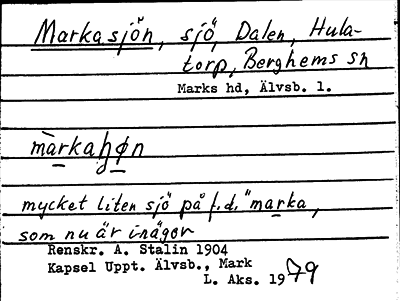 Markasjön, sjö, Dalen, Hula-
torp, Berghems sn
Marks hd, Älvsb. l.
màrkaɧøn
mycket liten sjö på f.d. "marka,
som nu är inägor
Renskr. A. Stalin 1904
Kapsel Uppt. Älvsb., Mark
L. Aks. 1979